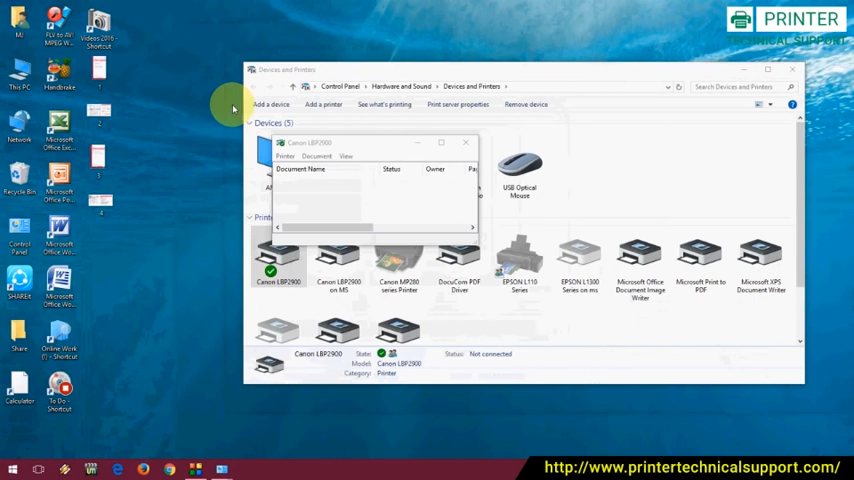 MJ
FLV to AVI
MPEG W...
Videos 2016 -
Shortcut
This PC
Handbrake
1
Network
Microsoft
Office Exc...
2
Recycle Bin
Microsoft
Office Po...
3
4
Control
Panel
Microsoft
Office Wo...
SHAREit
Microsoft
Office Wo...
Share
Online Work
(!) - Shortcut
Calculator
To Do -
Shortcut
PRINTER
TECHNICAL SUPPORT
Devices and Printers
Control Panel
Hardware and Sound
Devices and Printers
Search Devices and Printers
Add a device
Add a printer
See what's printing
Print server properties
Remove device
Devices (5)
Canon LBP2900
Printer
Document
View
Document Name
Status
Owner
USB Optical
Mouse
Canon LBP2900
Canon LBP2900
on MS
Canon MP280
series Printer
DocuCom PDF
Driver
EPSON L110
Series
EPSON L1300
Series on ms
Microsoft Office
Document Image
Writer
Microsoft Print to
PDF
Microsoft XPS
Document Writer
Canon LBP2900
State:
Status: Not connected
Model: Canon LBP2900
Category: Printer
http://www.printertechnicalsupport.com/